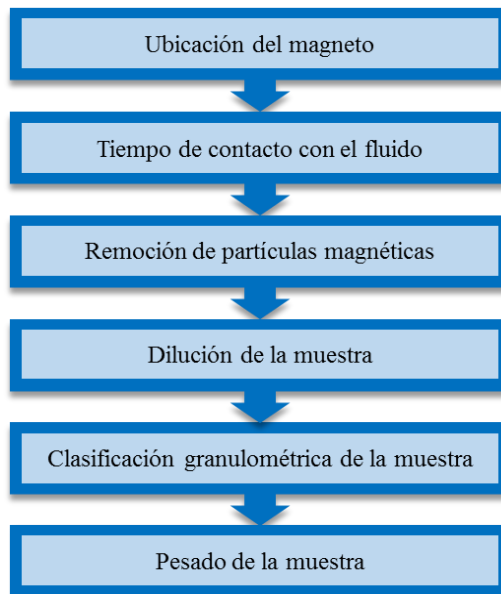 Ubicación del magneto
Tiempo de contacto con el fluido
Remoción de partículas magnéticas
Dilución de la muestra
Clasificación granulométrica de la muestra
Pesado de la muestra